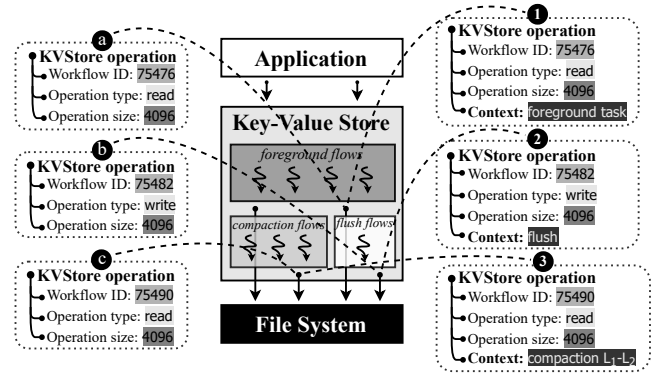 a
KVStore operation
Workflow ID: 75476
Operation type: read
Operation size: 4096
b
KVStore operation
Workflow ID: 75482
Operation type: write
Operation size: 4096
c
KVStore operation
Workflow ID: 75490
Operation type: read
Operation size: 4096
Application
Key-Value Store
foreground flows
compaction flows
flush flows
File System
1
KVStore operation
Workflow ID: 75476
Operation type: read
Operation size: 4096
Context: foreground task
2
KVStore operation
Workflow ID: 75482
Operation type: write
Operation size: 4096
Context: flush
3
KVStore operation
Workflow ID: 75490
Operation type: read
Operation size: 4096
Context: compaction L₁-L₂